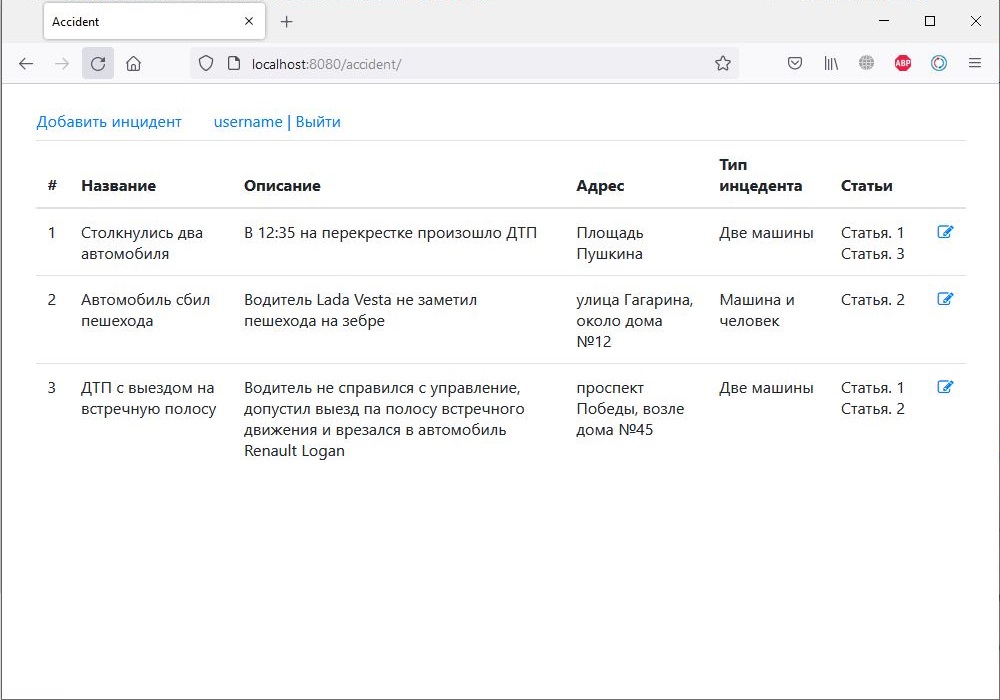 Accident
localhost:8080/accident/
ABP
Добавить инцидент username | Выйти
# Название Описание Адрес Тип инцедента Статьи
1 Столкнулись два автомобиля В 12:35 на перекрестке произошло ДТП Площадь Пушкина Две машины Статья. 1 Статья. 3
2 Автомобиль сбил пешехода Водитель Lada Vesta не заметил пешехода на зебре улица Гагарина, около дома №12 Машина и человек Статья. 2
3 ДТП с выездом на встречную полосу Водитель не справился с управление, допустил выезд па полосу встречного движения и врезался в автомобиль Renault Logan проспект Победы, возле дома №45 Две машины Статья. 1 Статья. 2